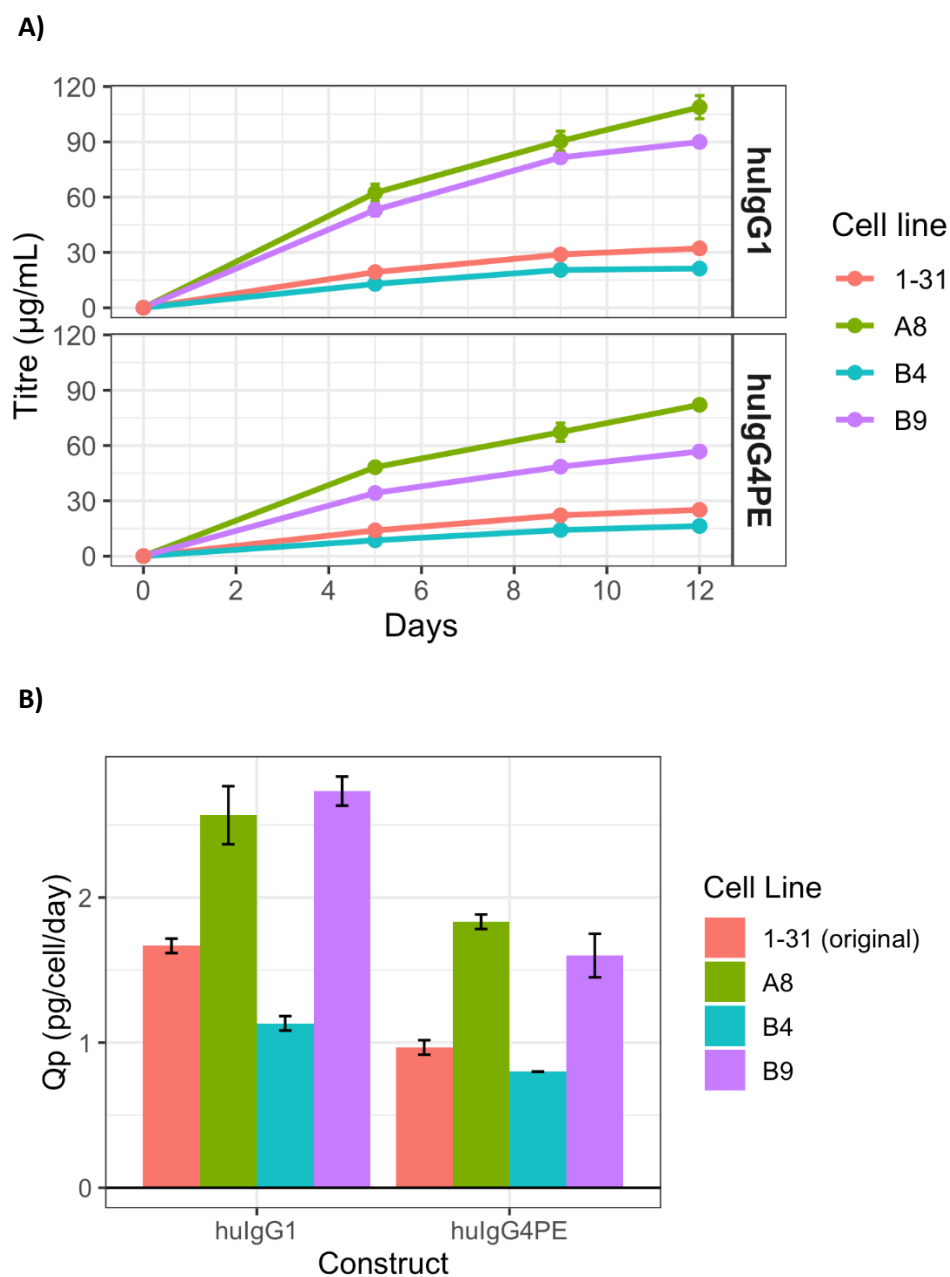 A)
120
90
60
30
0
huIgG1
120
90
60
30
0
huIgG4PE
Titre (µg/mL)
0 2 4 6 8 10 12
Days
Cell line
1-31
A8
B4
B9
B)
2
1
0
Qp (pg/cell/day)
huIgG1 huIgG4PE
Construct
Cell Line
1-31 (original)
A8
B4
B9